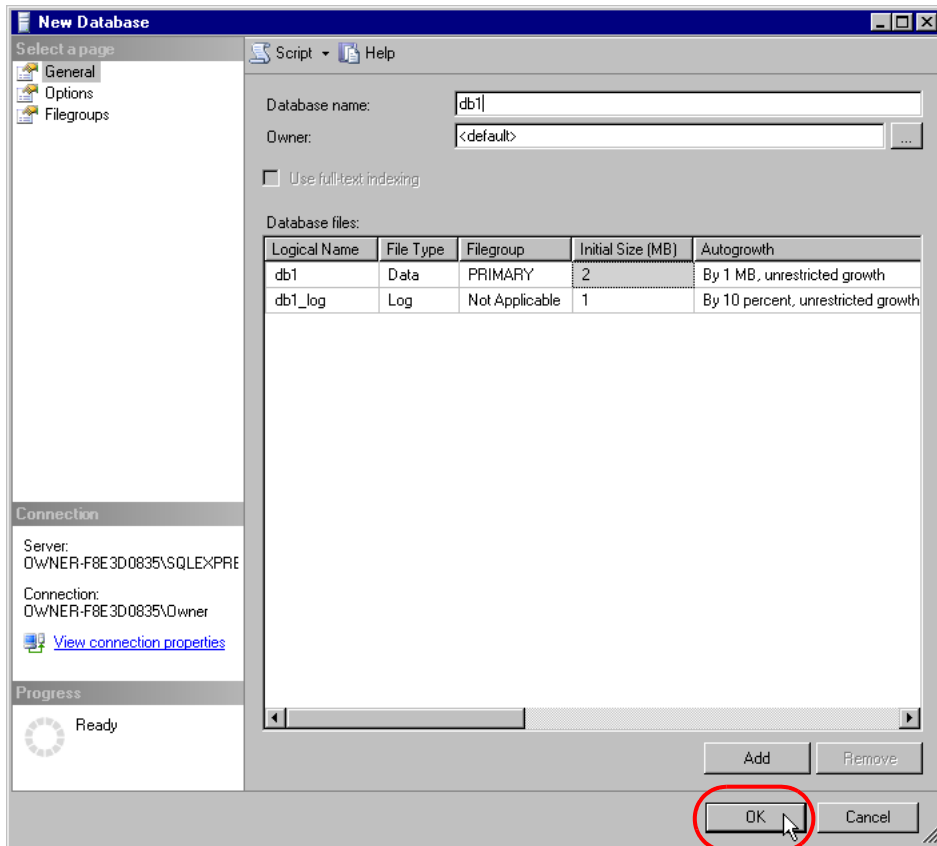 New Database
Select a page
General
Options
Filegroups
Script Help
Database name: db1
Owner: <default> ...
Use full-text indexing
Database files:
Logical Name File Type Filegroup Initial Size (MB) Autogrowth
db1 Data PRIMARY 2 By 1 MB, unrestricted growth
db1_log Log Not Applicable 1 By 10 percent, unrestricted growth
Connection
Server:
OWNER-F8E3D0835\SQLEXPRE
Connection:
OWNER-F8E3D0835\Owner
View connection properties
Progress
Ready
Add Remove
OK Cancel